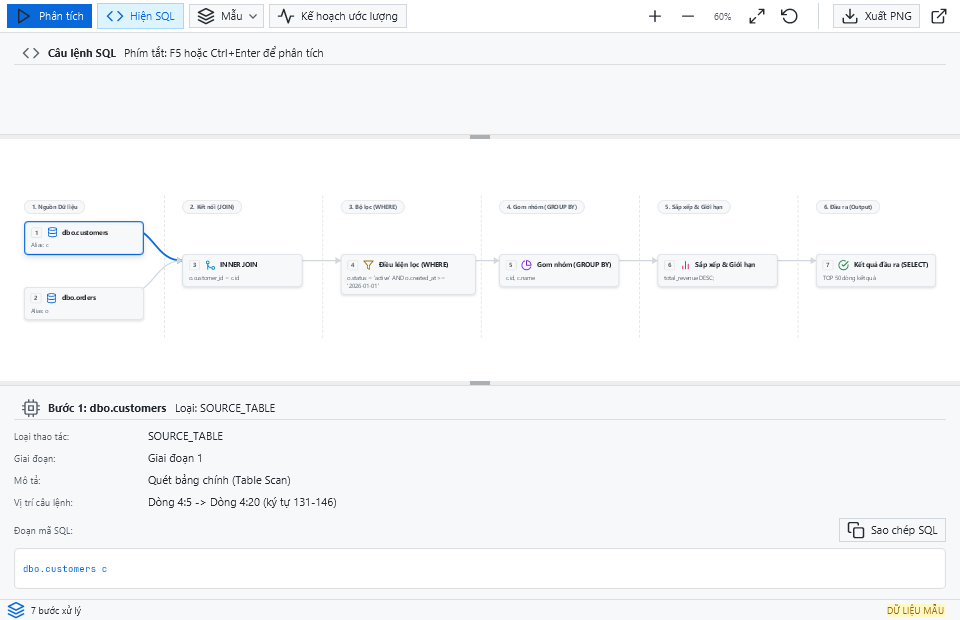 Phân tích
Hiện SQL
Mẫu
Kế hoạch ước lượng
60%
Xuất PNG
Câu lệnh SQL Phím tắt: F5 hoặc Ctrl+Enter để phân tích
1. Nguồn Dữ liệu
2. Kết nối (JOIN)
3. Bộ lọc (WHERE)
4. Gom nhóm (GROUP BY)
5. Sắp xếp & Giới hạn
6. Đầu ra (Output)
1 dbo.customers
Alias: c
2 dbo.orders
Alias: o
3 INNER JOIN
o.customer_id = c.id
4 Điều kiện lọc (WHERE)
o.status = 'active' AND o.created_at >=
'2026-01-01'
5 Gom nhóm (GROUP BY)
c.id, c.name
6 Sắp xếp & Giới hạn
total_revenue DESC;
7 Kết quả đầu ra (SELECT)
TOP 50 dòng kết quả
Bước 1: dbo.customers Loại: SOURCE_TABLE
Loại thao tác: SOURCE_TABLE
Giai đoạn: Giai đoạn 1
Mô tả: Quét bảng chính (Table Scan)
Vị trí câu lệnh: Dòng 4:5 -> Dòng 4:20 (ký tự 131-146)
Đoạn mã SQL:
Sao chép SQL
dbo.customers c
7 bước xử lý
DỮ LIỆU MẪU